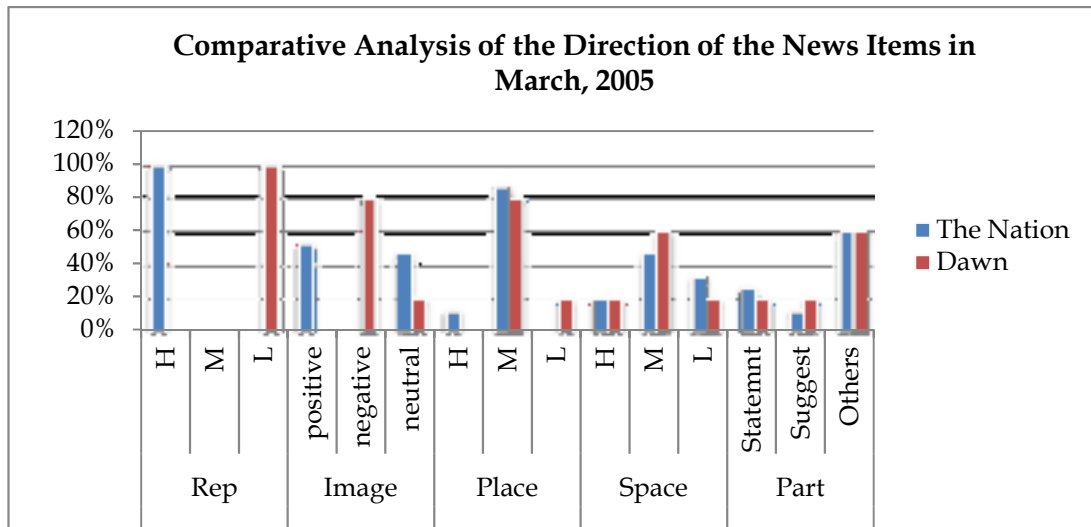 Comparative Analysis of the Direction of the News Items in
March, 2005
120%
100%
80%
60%
40%
20%
0%
H
M
L
positive
negative
neutral
H
M
L
H
M
L
Statemnt
Suggest
Others
Rep
Image
Place
Space
Part
The Nation
Dawn